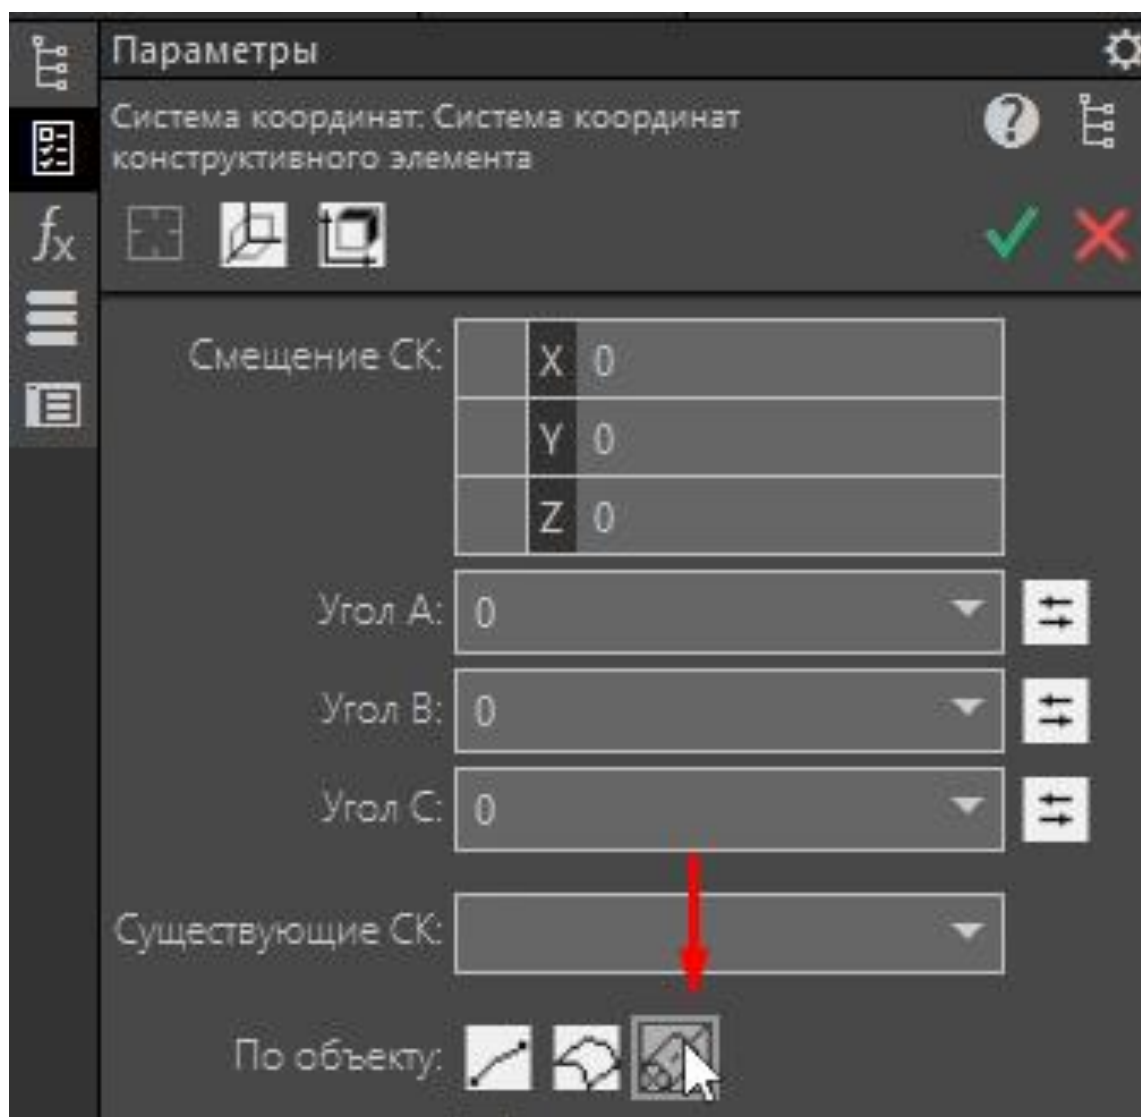 Параметры
Система координат: Система координат
конструктивного элемента
fx
Смещение СК: X 0
Y 0
Z 0
Угол A: 0
Угол B: 0
Угол C: 0
Существующие СК:
По объекту: